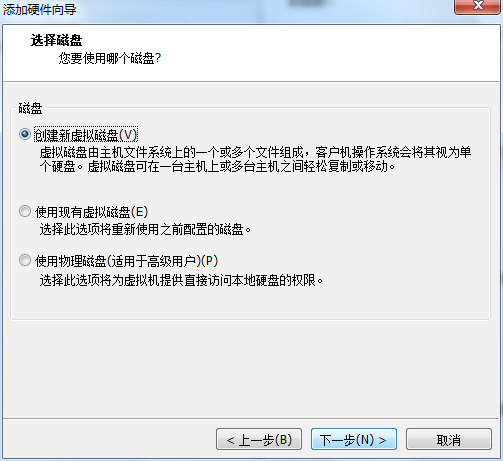 添加硬件向导
选择磁盘
您要使用哪个磁盘?
磁盘
创建新虚拟磁盘(V)
虚拟磁盘由主机文件系统上的一个或多个文件组成，客户机操作系统会将其视为单
个硬盘。虚拟磁盘可在一台主机上或多台主机之间轻松复制或移动。
使用现有虚拟磁盘(E)
选择此选项将重新使用之前配置的磁盘。
使用物理磁盘(适用于高级用户)(P)
选择此选项将为虚拟机提供直接访问本地硬盘的权限。
< 上一步(B)
下一步(N) >
取消